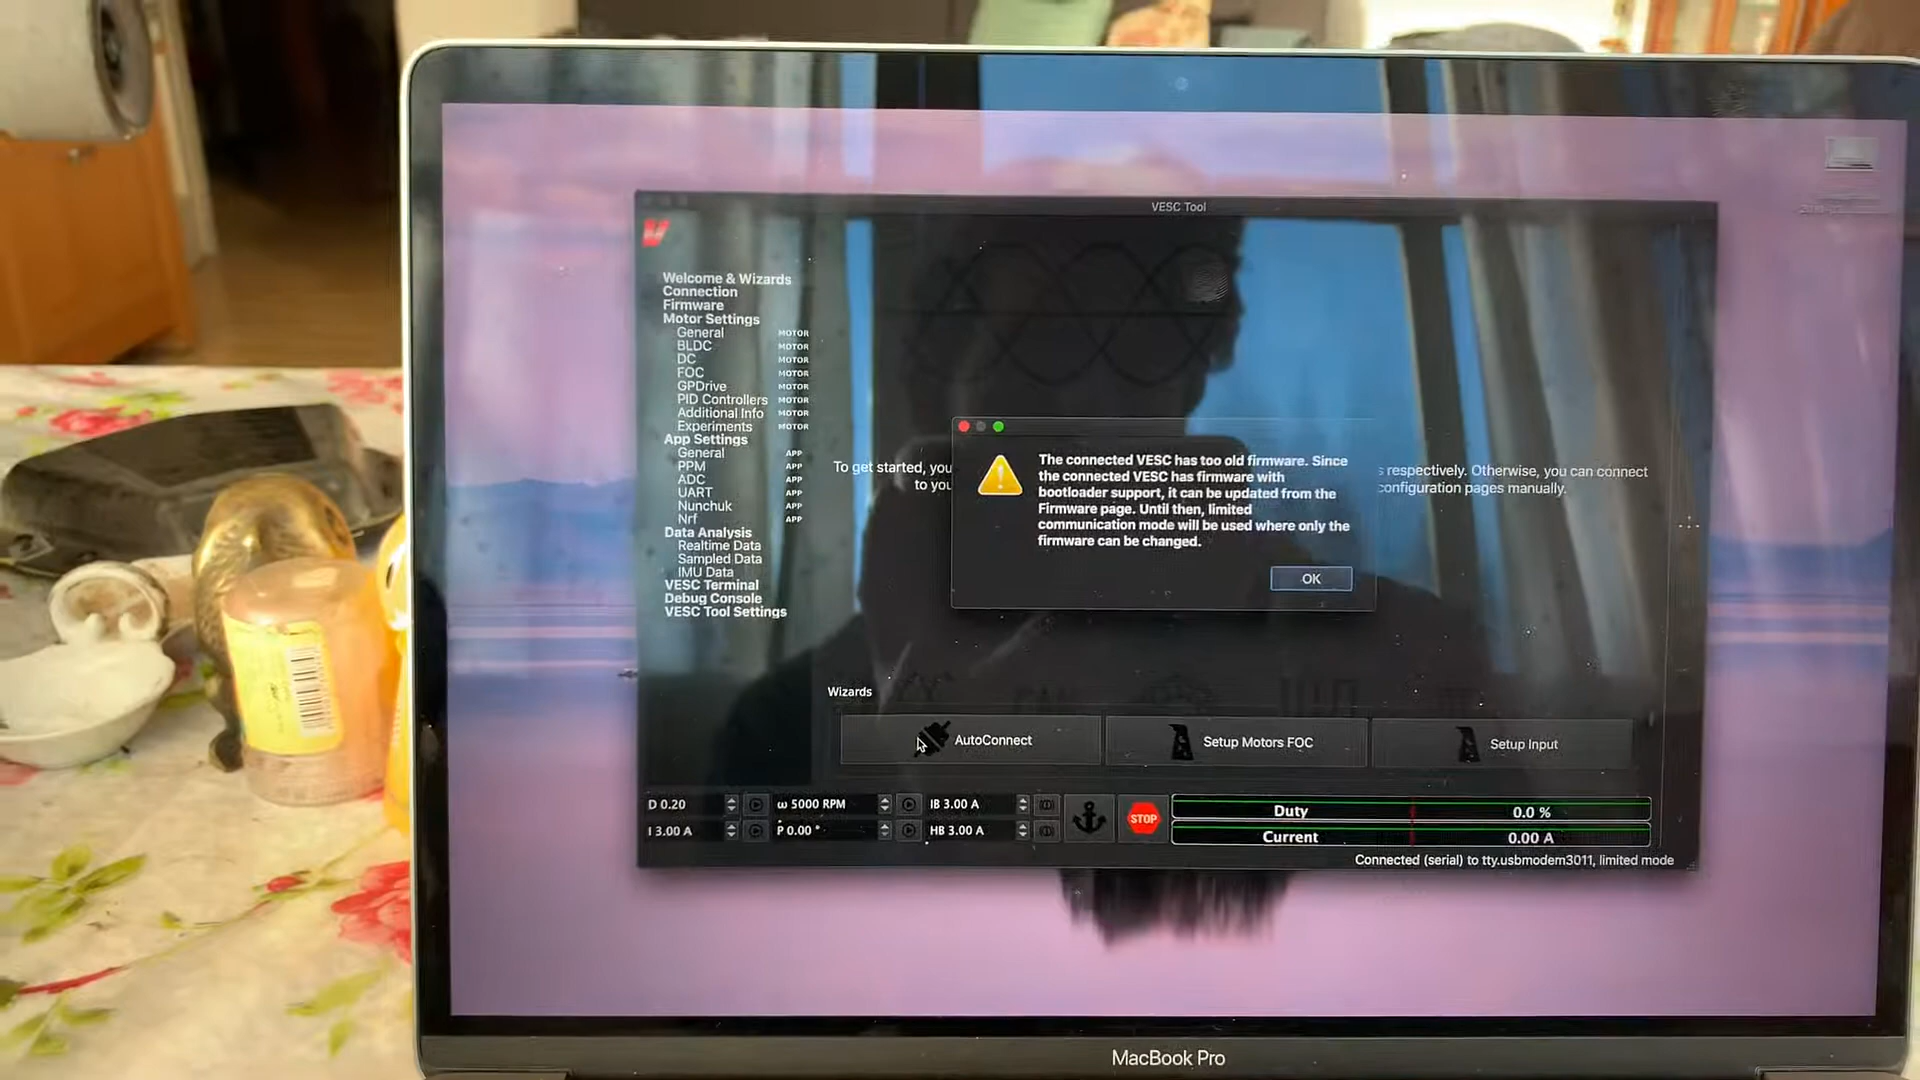 VESC Tool
Welcome & Wizards
Connection
Firmware
Motor Settings
General MOTOR
BLDC MOTOR
DC MOTOR
FOC MOTOR
GPDrive MOTOR
PID Controllers MOTOR
Additional Info MOTOR
Experiments MOTOR
App Settings
General APP
PPM APP
ADC APP
UART APP
Nunchuk APP
Nrf APP
Data Analysis
Realtime Data
Sampled Data
IMU Data
VESC Terminal
Debug Console
VESC Tool Settings
To get started, you
to you
s respectively. Otherwise, you can connect
configuration pages manually.
The connected VESC has too old firmware. Since
the connected VESC has firmware with
bootloader support, it can be updated from the
Firmware page. Until then, limited
communication mode will be used where only the
firmware can be changed.
OK
Wizards
AutoConnect
Setup Motors FOC
Setup Input
D 0.20 ω 5000 RPM IB 3.00 A
I 3.00 A P 0.00 ° HB 3.00 A
STOP
Duty 0.0 %
Current 0.00 A
Connected (serial) to tty.usbmodem3011, limited mode
MacBook Pro